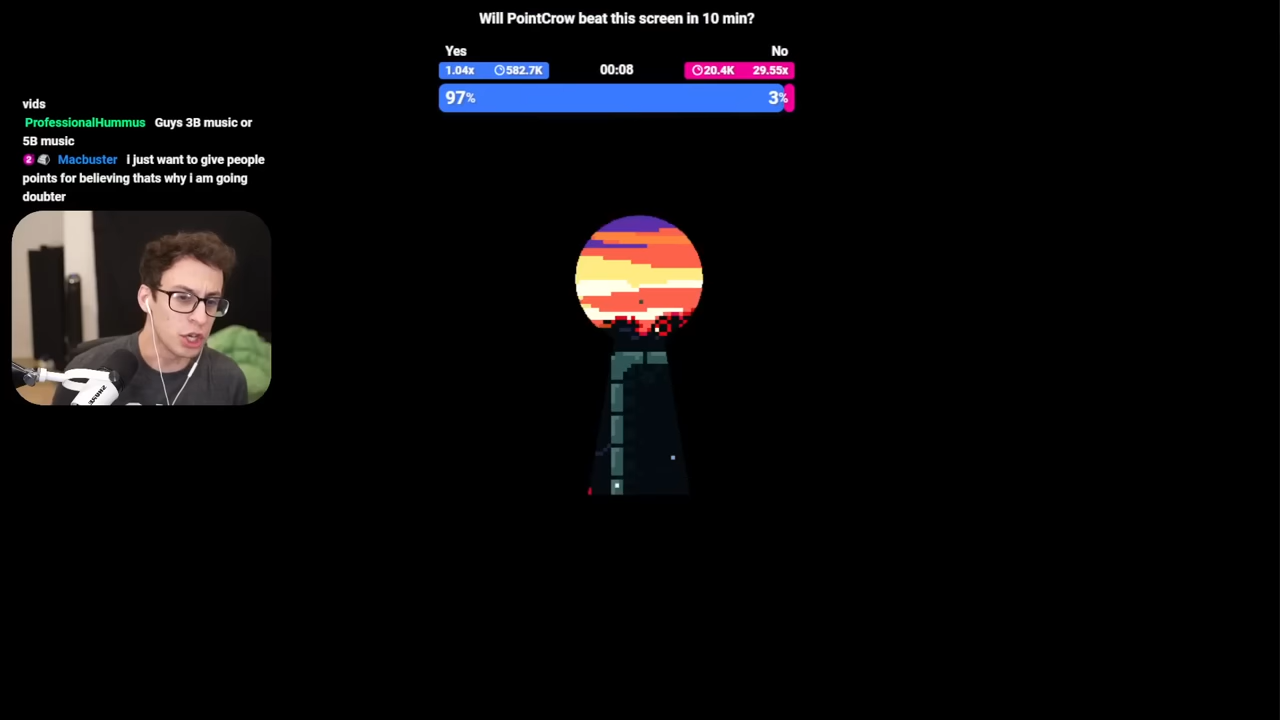 Will PointCrow beat this screen in 10 min?
Yes
No
1.04x 582.7K
00:08
20.4K 29.55x
97%
3%
vids
ProfessionalHummus Guys 3B music or
5B music
2 Macbuster i just want to give people
points for believing thats why i am going
doubter